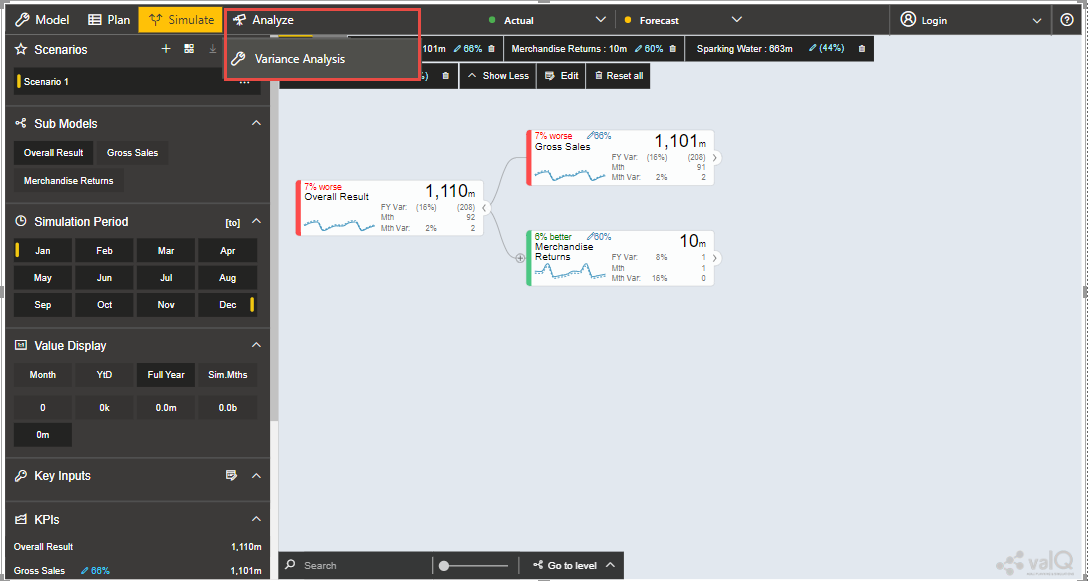 Model Plan Simulate Analyze Actual Forecast Login
Variance Analysis
101m 66% Merchandise Returns : 10m 60% Sparking Water : 663m (44%)
%) Show Less Edit Reset all
Scenarios
Scenario 1
Sub Models
Overall Result Gross Sales
Merchandise Returns
Simulation Period [to]
Jan Feb Mar Apr
May Jun Jul Aug
Sep Oct Nov Dec
Value Display
Month YtD Full Year Sim.Mths
0 0k 0.0m 0.0b
0m
Key Inputs
KPIs
Overall Result 1,110m
Gross Sales 66% 1,101m
7% worse
Overall Result 1,110m
FY Var: (16%) (208)
Mth 92
Mth Var: 2% 2
7% worse 66%
Gross Sales 1,101m
FY Var: (16%) (208)
Mth 91
Mth Var: 2% 2
6% better 60%
Merchandise Returns 10m
FY Var: 8% 1
Mth 1
Mth Var: 16% 0
Search Go to level
valQ